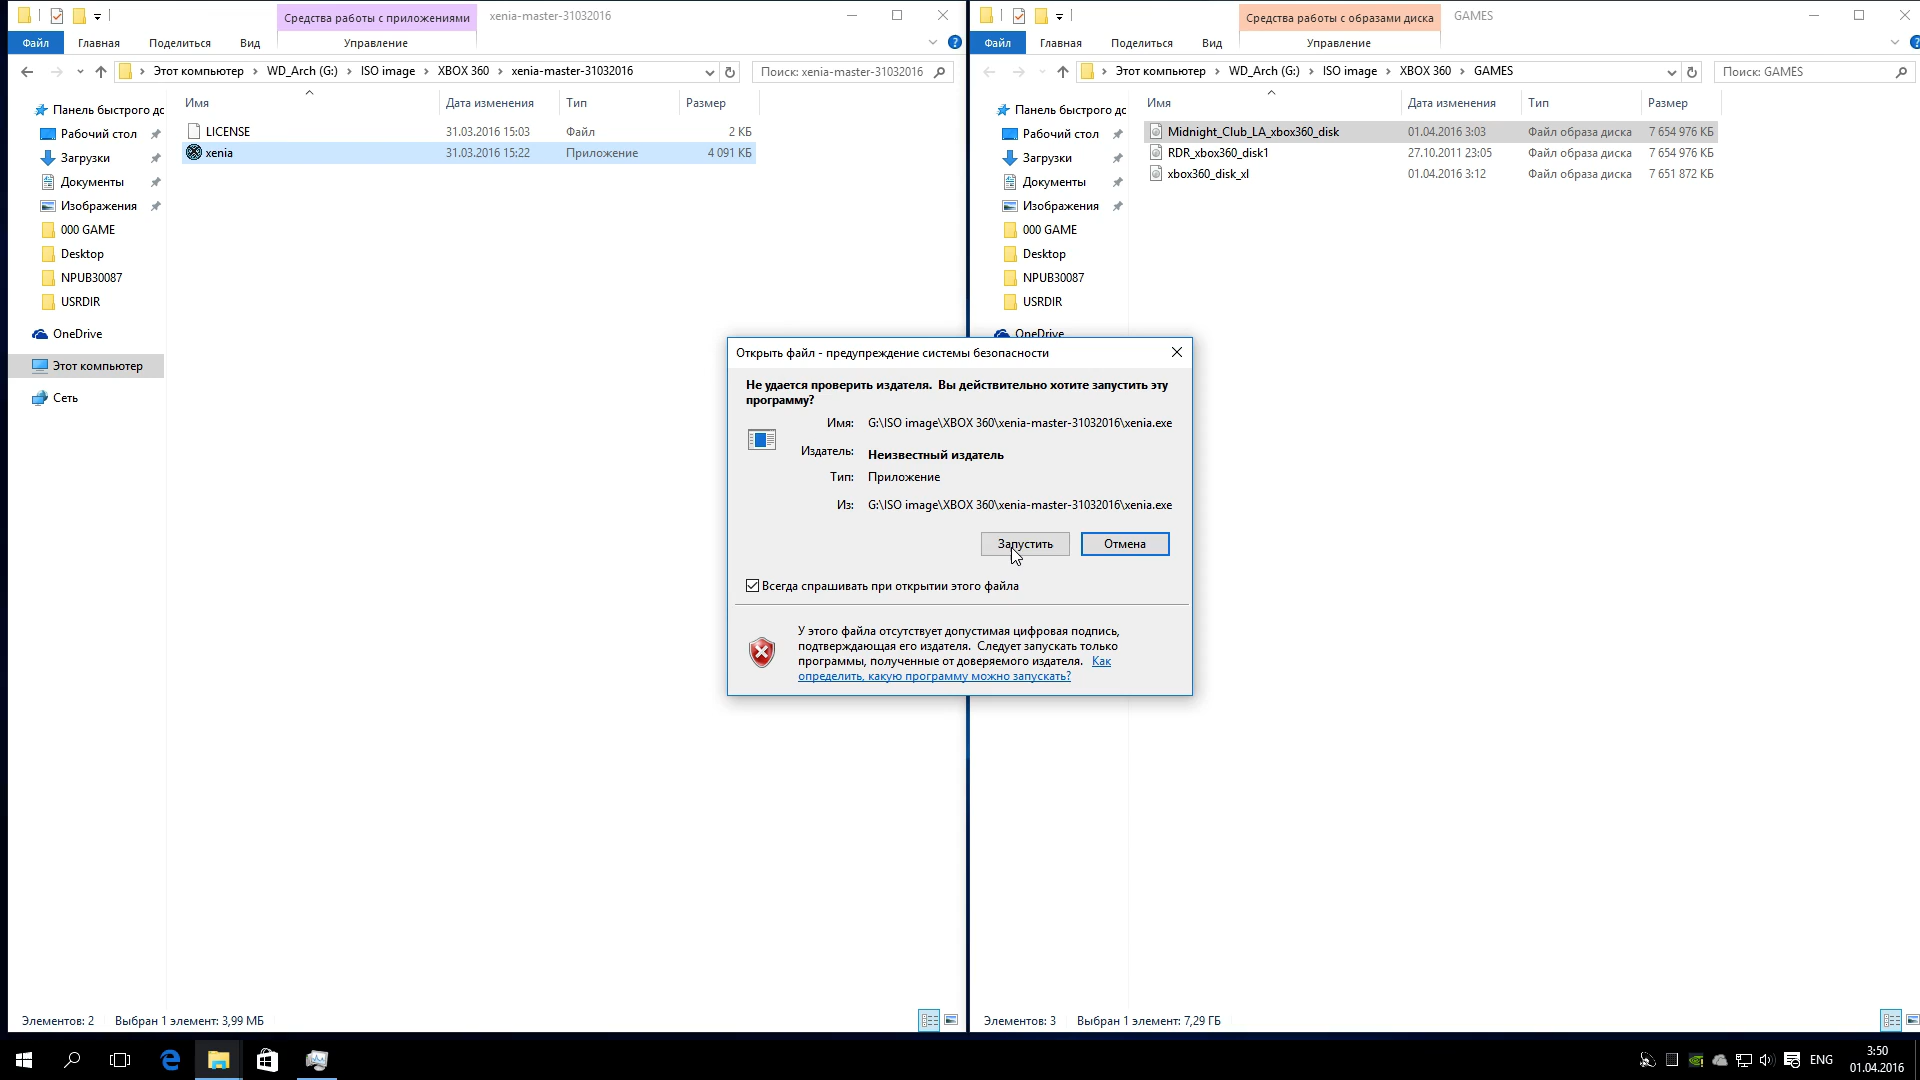 Средства работы с приложениями
xenia-master-31032016
Файл
Главная
Поделиться
Вид
Управление
Этот компьютер
WD_Arch (G:)
ISO image
XBOX 360
xenia-master-31032016
Поиск: xenia-master-31032016
Панель быстрого дс
Рабочий стол
Загрузки
Документы
Изображения
000 GAME
Desktop
NPUB30087
USRDIR
OneDrive
Этот компьютер
Сеть
Имя
Дата изменения
Тип
Размер
LICENSE
31.03.2016 15:03
Файл
2 КБ
xenia
31.03.2016 15:22
Приложение
4 091 КБ
Элементов: 2
Выбран 1 элемент: 3,99 МБ
Средства работы с образами диска
GAMES
Файл
Главная
Поделиться
Вид
Управление
Этот компьютер
WD_Arch (G:)
ISO image
XBOX 360
GAMES
Поиск: GAMES
Панель быстрого дс
Рабочий стол
Загрузки
Документы
Изображения
000 GAME
Desktop
NPUB30087
USRDIR
OneDrive
Имя
Дата изменения
Тип
Размер
Midnight_Club_LA_xbox360_disk
01.04.2016 3:03
Файл образа диска
7 654 976 КБ
RDR_xbox360_disk1
27.10.2011 23:05
Файл образа диска
7 654 976 КБ
xbox360_disk_xl
01.04.2016 3:12
Файл образа диска
7 651 872 КБ
Элементов: 3
Выбран 1 элемент: 7,29 ГБ
Открыть файл - предупреждение системы безопасности
Не удается проверить издателя. Вы действительно хотите запустить эту
программу?
Имя: G:\ISO image\XBOX 360\xenia-master-31032016\xenia.exe
Издатель: Неизвестный издатель
Тип: Приложение
Из: G:\ISO image\XBOX 360\xenia-master-31032016\xenia.exe
Запустить
Отмена
Всегда спрашивать при открытии этого файла
У этого файла отсутствует допустимая цифровая подпись,
подтверждающая его издателя. Следует запускать только
программы, полученные от доверяемого издателя. Как
определить, какую программу можно запускать?
ENG
3:50
01.04.2016